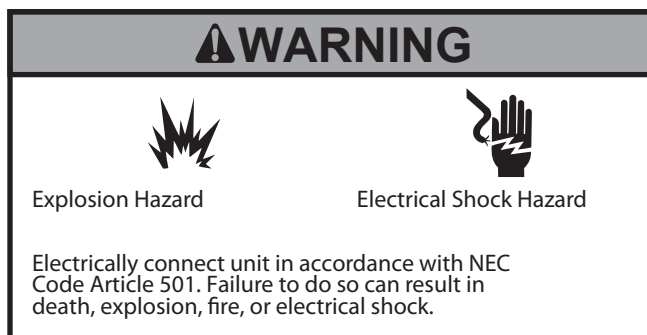 WARNING
Explosion Hazard
Electrical Shock Hazard
Electrically connect unit in accordance with NEC
Code Article 501. Failure to do so can result in
death, explosion, fire, or electrical shock.